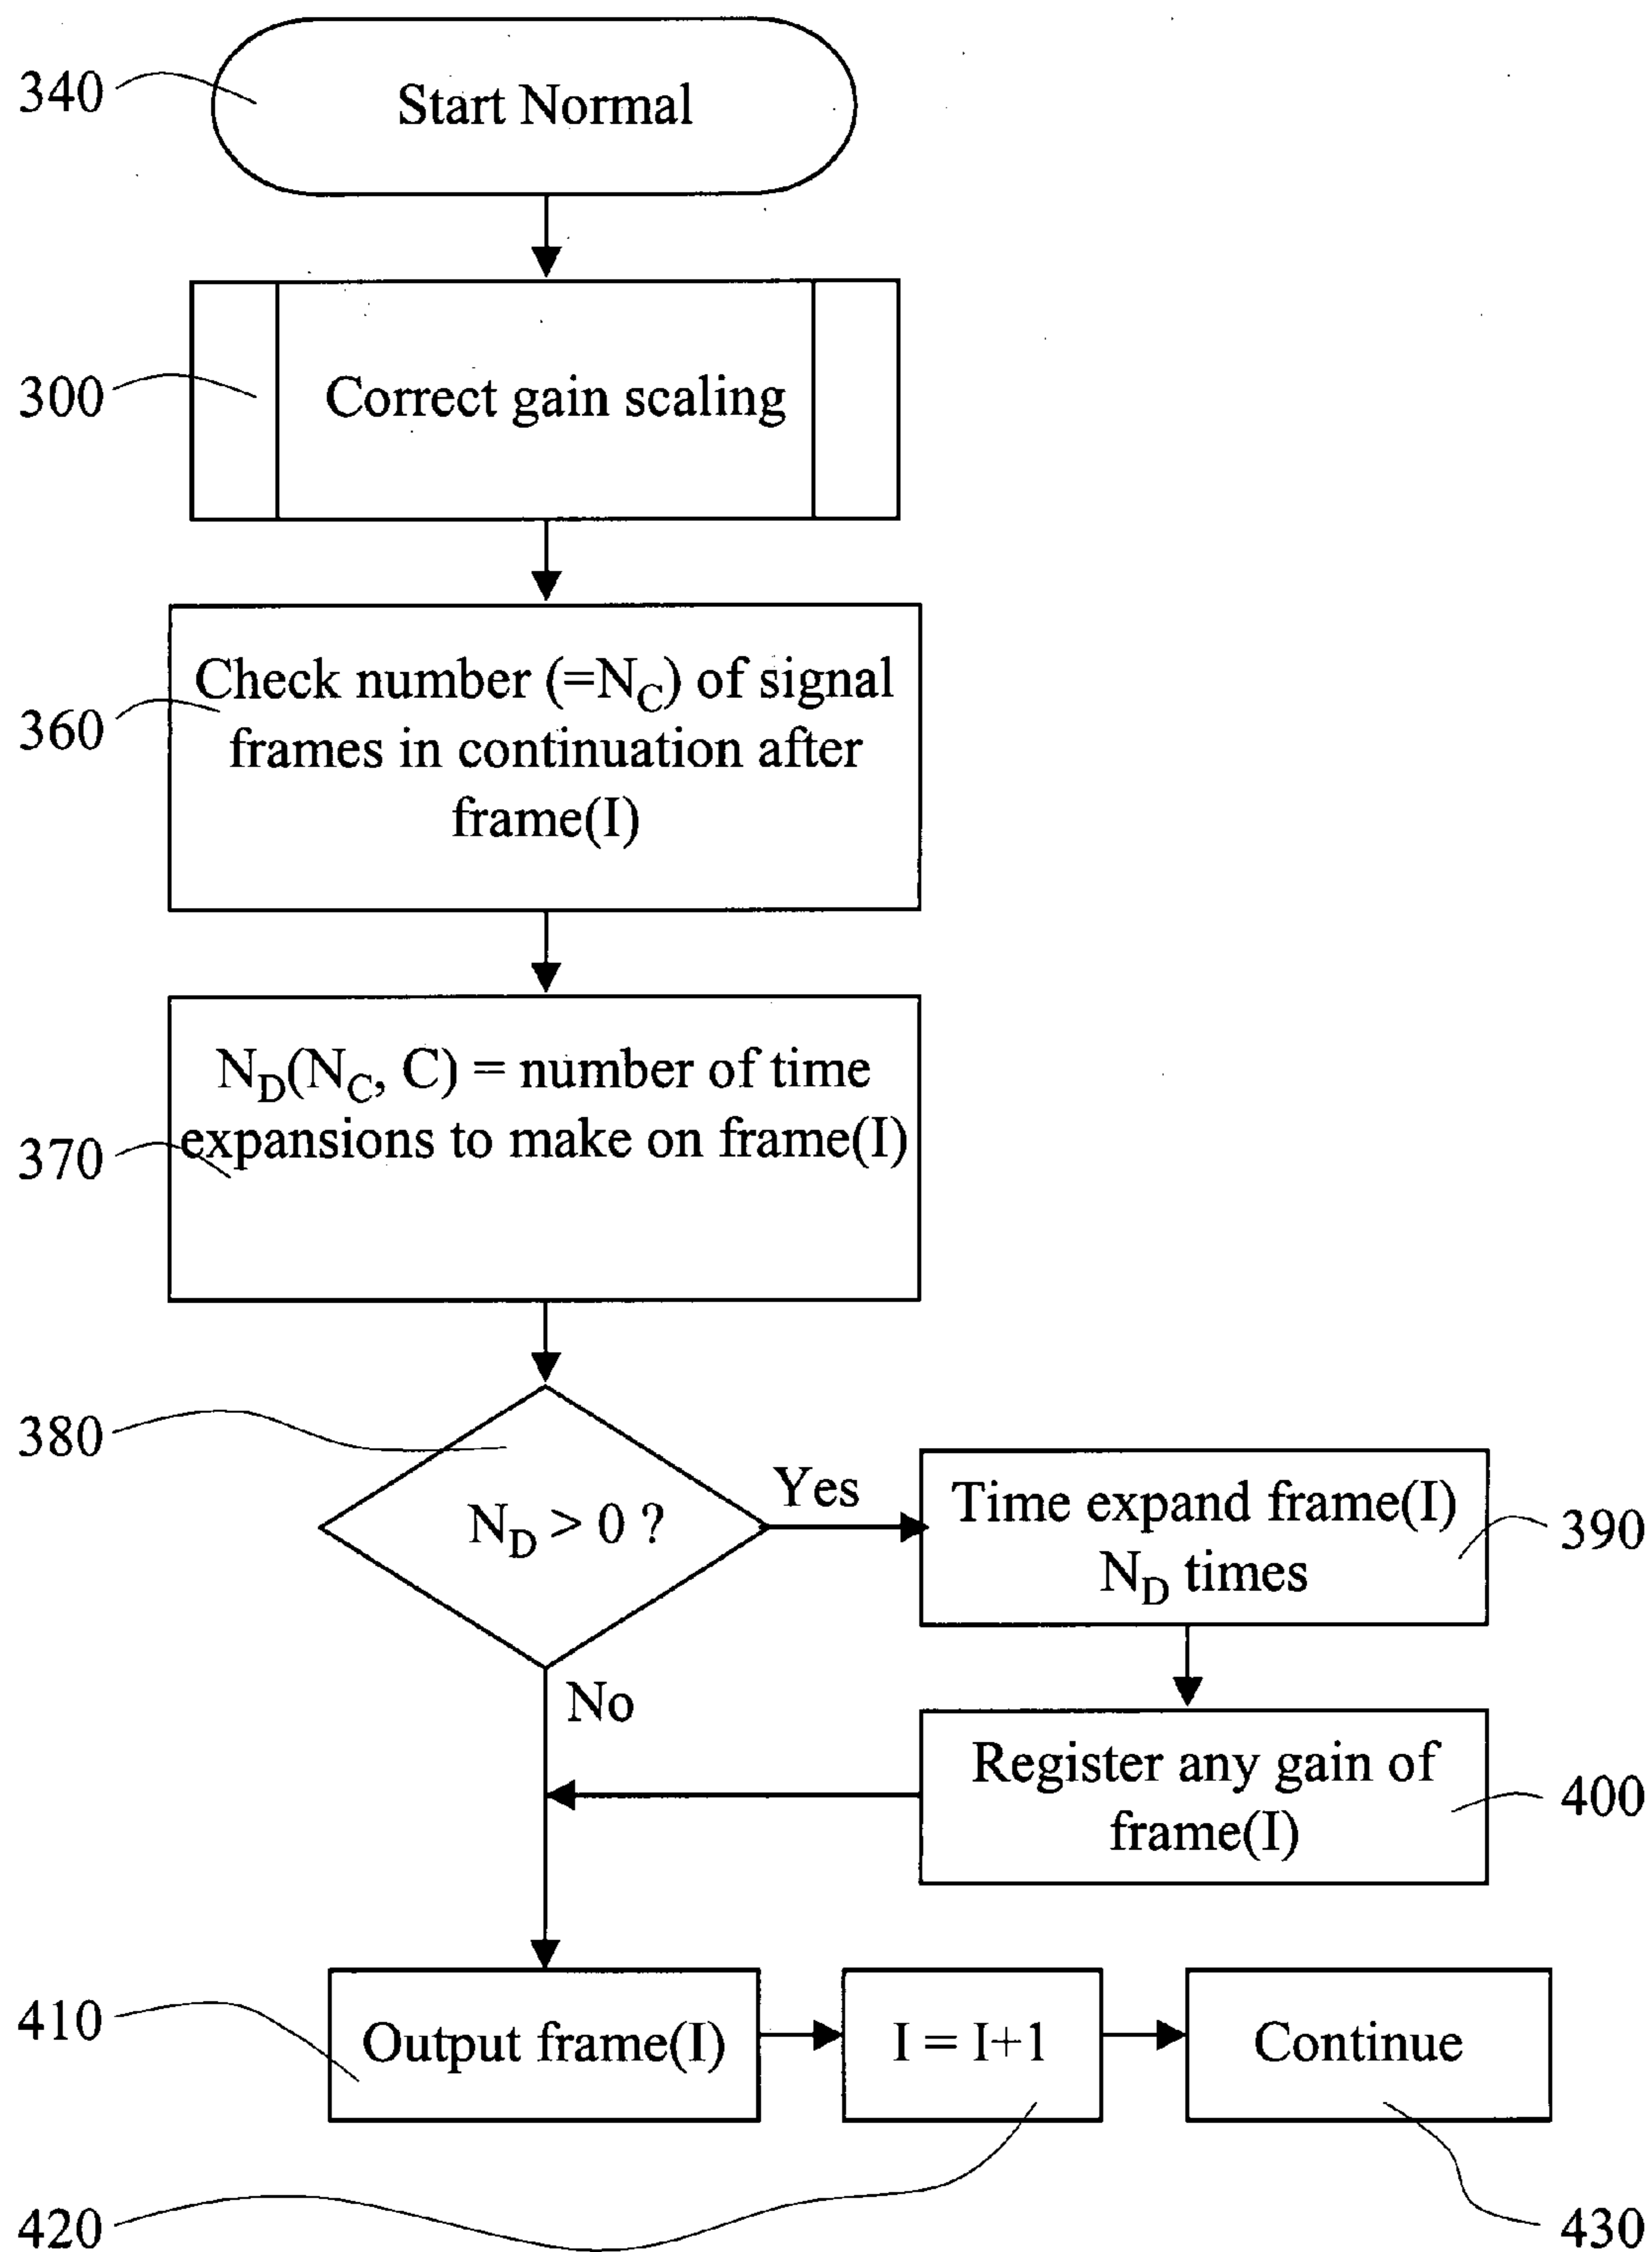 340
Start Normal
300
Correct gain scaling
360
Check number (=N_C) of signal
frames in continuation after
frame(I)
370
N_D(N_C, C) = number of time
expansions to make on frame(I)
380
N_D > 0 ?
Yes
No
Time expand frame(I)
N_D times
390
Register any gain of
frame(I)
400
410
Output frame(I)
I = I+1
Continue
420
430